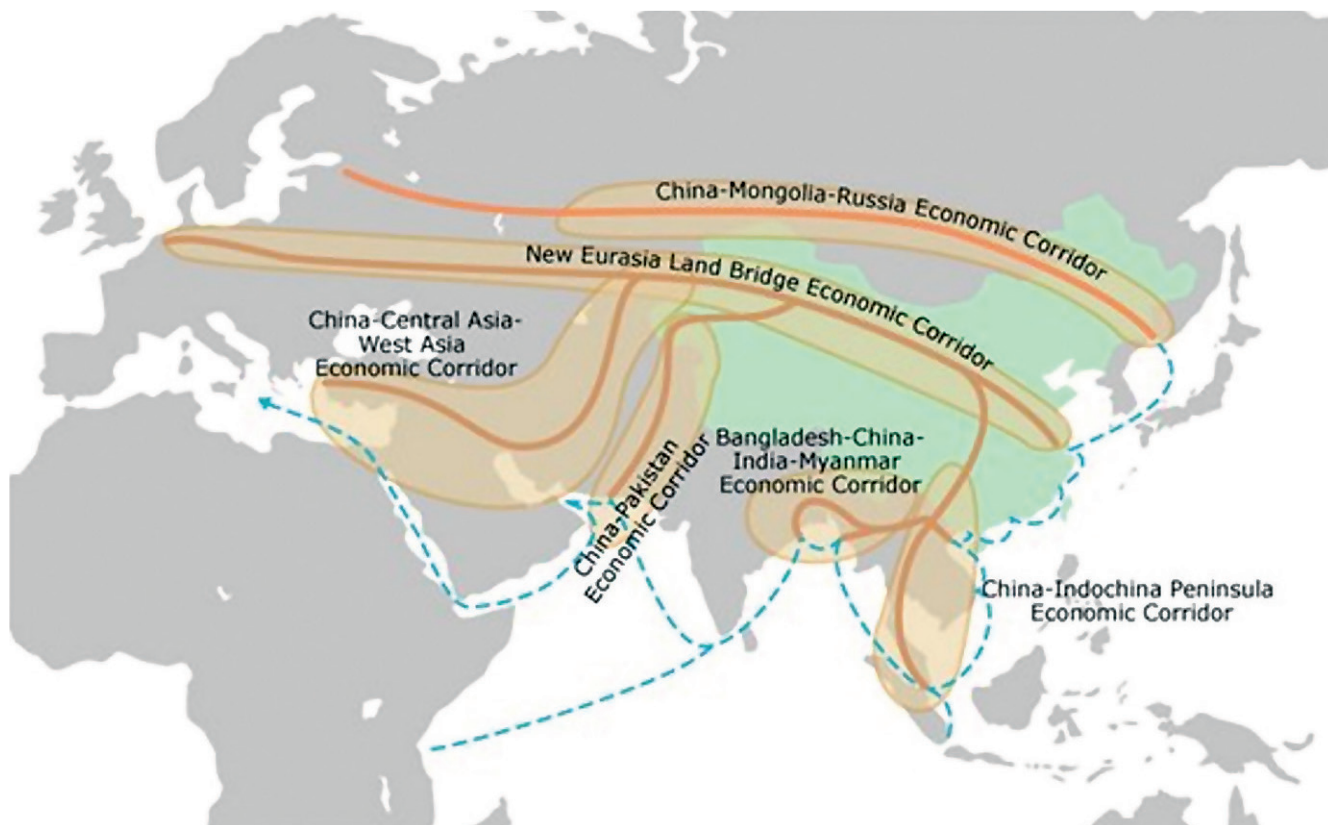 China-Mongolia-Russia Economic Corridor
New Eurasia Land Bridge Economic Corridor
China-Central Asia-
West Asia
Economic Corridor
China-Pakistan
Economic Corridor
Bangladesh-China-
India-Myanmar
Economic Corridor
China-Indochina Peninsula
Economic Corridor